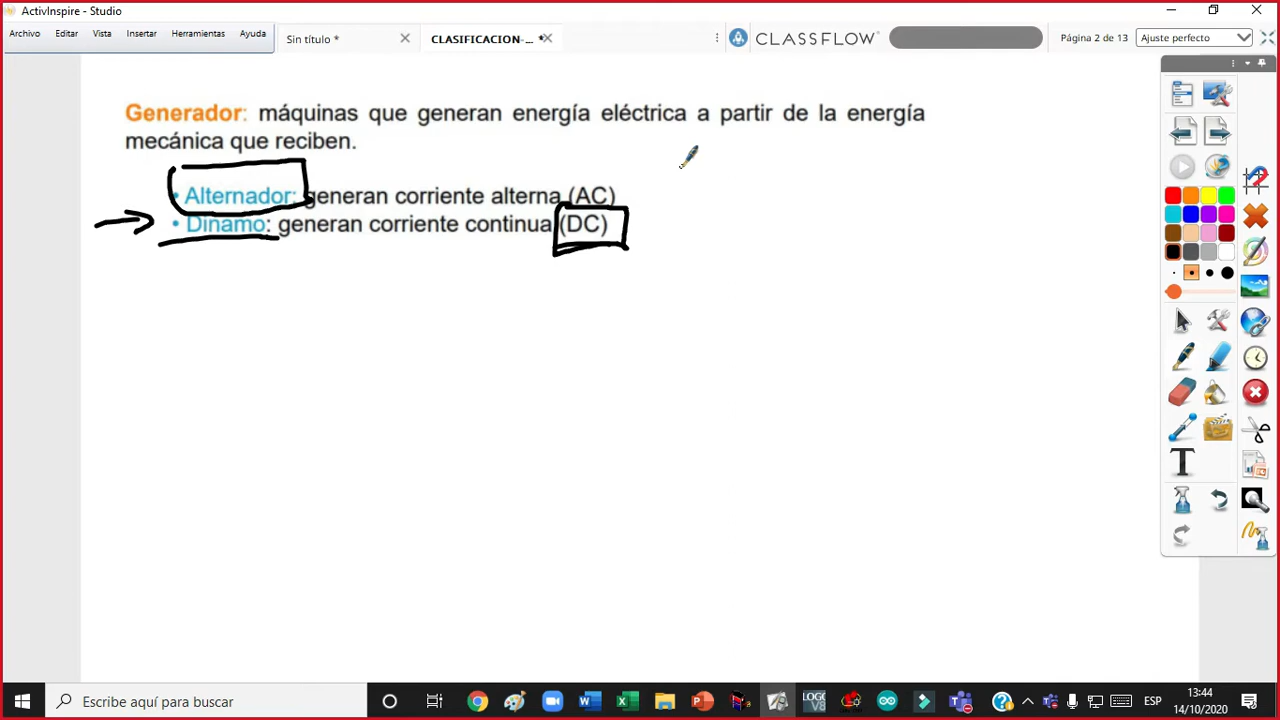 ActivInspire - Studio
Archivo Editar Vista Insertar Herramientas Ayuda
Sin título *
CLASIFICACION-... *
CLASSFLOW
Página 2 de 13
Ajuste perfecto
Generador: máquinas que generan energía eléctrica a partir de la energía
mecánica que reciben.
• Alternador: generan corriente alterna (AC)
• Dinamo: generan corriente continua (DC)
T
Escribe aquí para buscar
ESP
13:44
14/10/2020